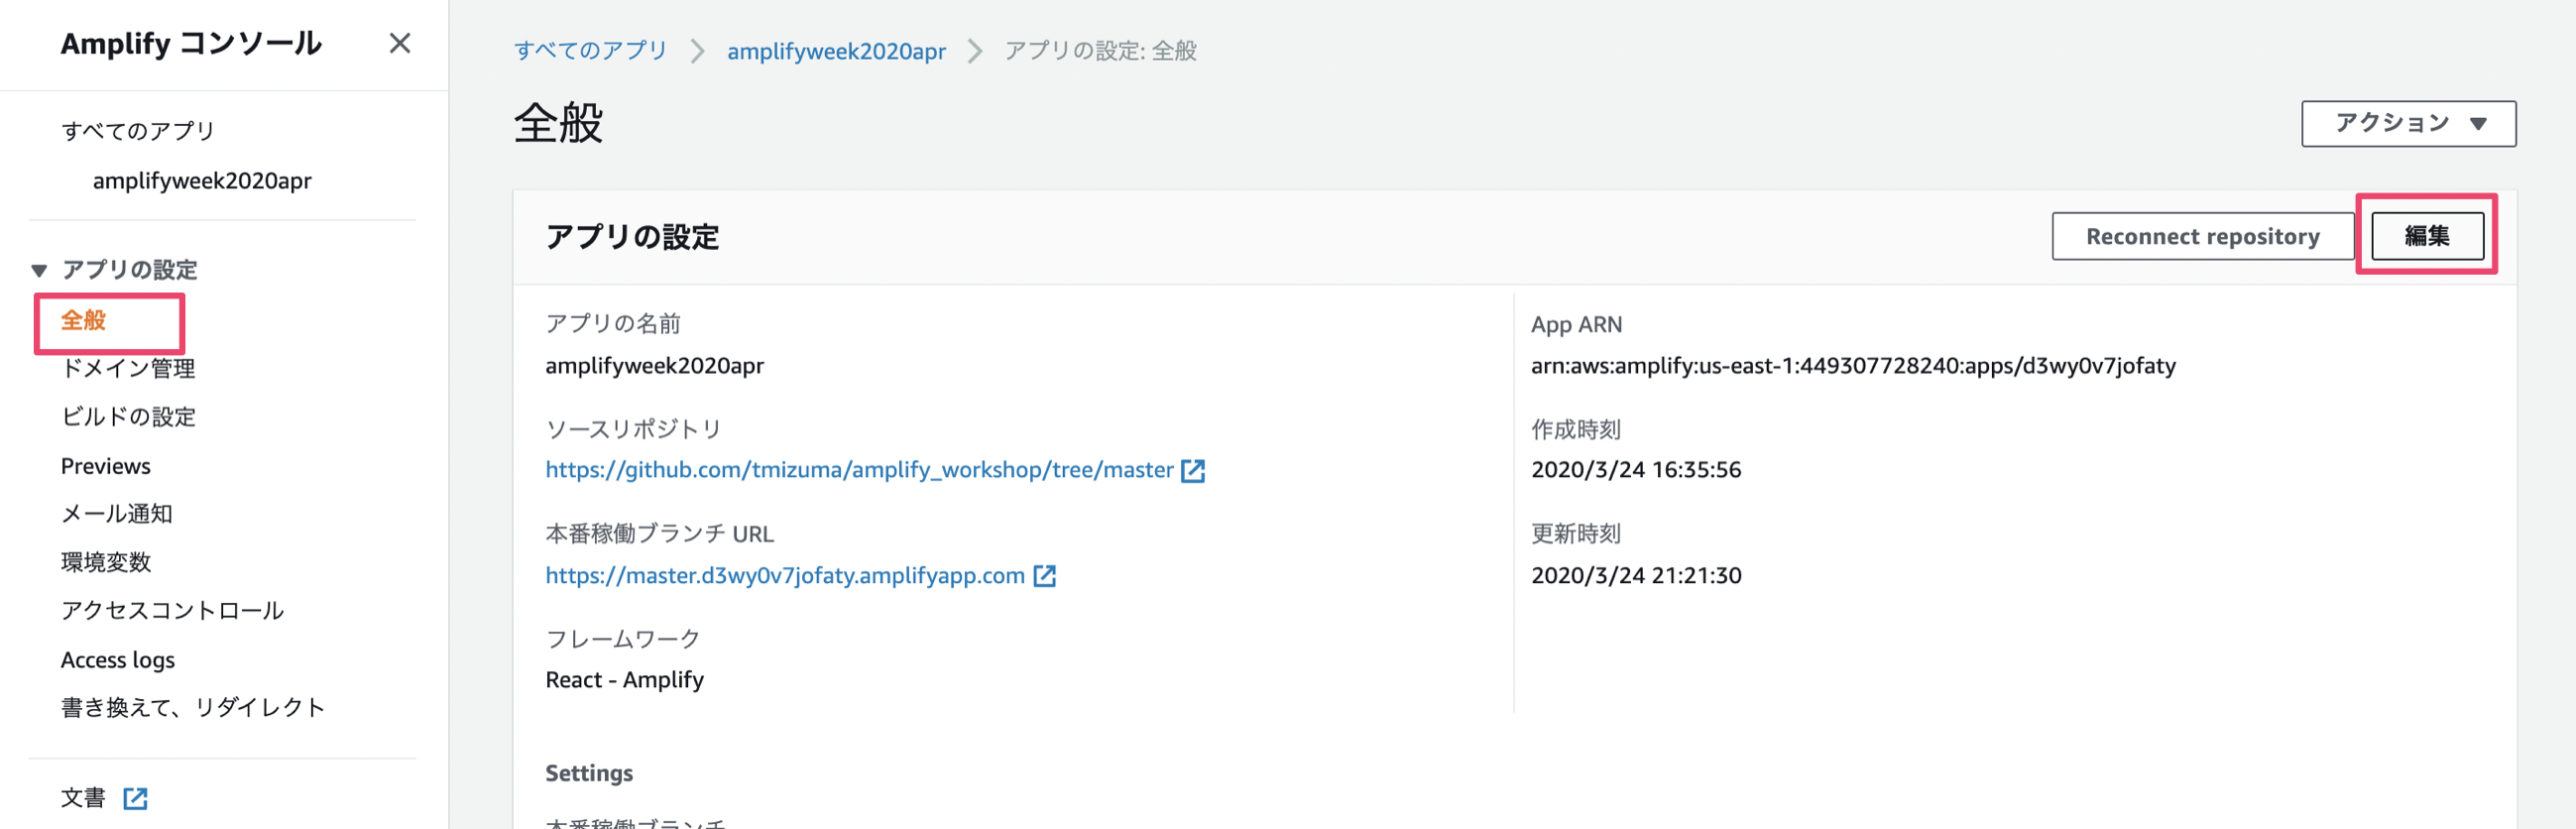 Amplify コンソール
すべてのアプリ
amplifyweek2020apr
アプリの設定
全般
ドメイン管理
ビルドの設定
Previews
メール通知
環境変数
アクセスコントロール
Access logs
書き換えて、リダイレクト
文書
すべてのアプリ amplifyweek2020apr アプリの設定: 全般
全般
アクション
アプリの設定
Reconnect repository
編集
アプリの名前
amplifyweek2020apr
ソースリポジトリ
https://github.com/tmizuma/amplify_workshop/tree/master
本番稼働ブランチ URL
https://master.d3wy0v7jofaty.amplifyapp.com
フレームワーク
React - Amplify
App ARN
arn:aws:amplify:us-east-1:449307728240:apps/d3wy0v7jofaty
作成時刻
2020/3/24 16:35:56
更新時刻
2020/3/24 21:21:30
Settings
本番稼働ブランチ